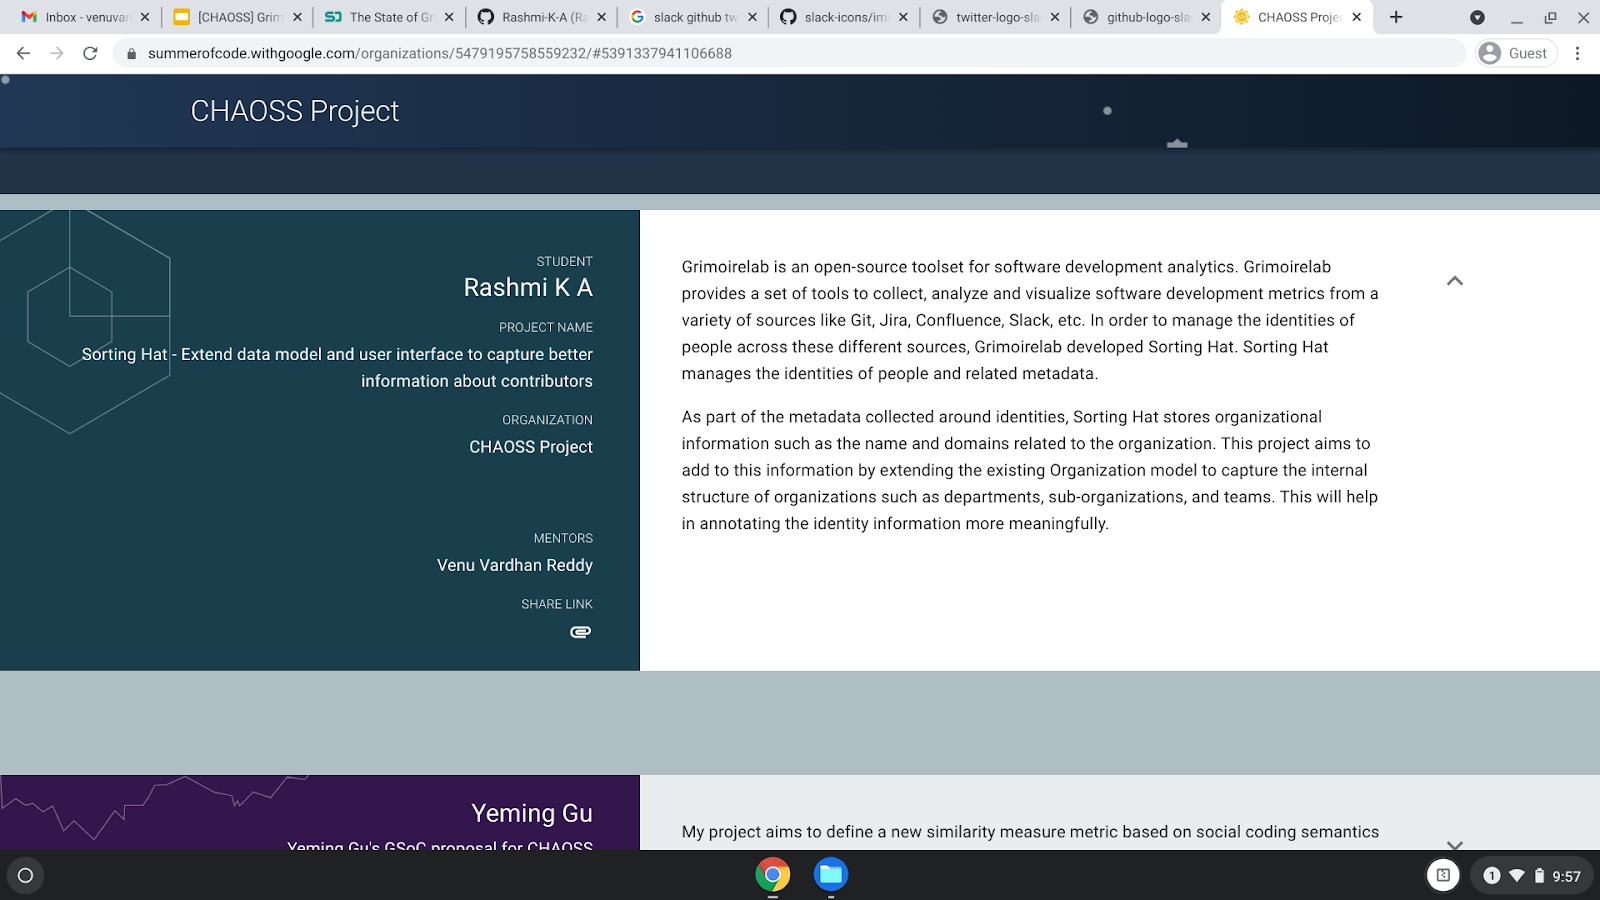 Inbox - venuvan
[CHAOSS] Grim
The State of Gr
Rashmi-K-A (Ra
slack github tw
slack-icons/im
twitter-logo-sla
github-logo-sla
CHAOSS Projec
summerofcode.withgoogle.com/organizations/5479195758559232/#5391337941106688
Guest
CHAOSS Project
STUDENT
Rashmi K A
PROJECT NAME
Sorting Hat - Extend data model and user interface to capture better
information about contributors
ORGANIZATION
CHAOSS Project
MENTORS
Venu Vardhan Reddy
SHARE LINK
Grimoirelab is an open-source toolset for software development analytics. Grimoirelab
provides a set of tools to collect, analyze and visualize software development metrics from a
variety of sources like Git, Jira, Confluence, Slack, etc. In order to manage the identities of
people across these different sources, Grimoirelab developed Sorting Hat. Sorting Hat
manages the identities of people and related metadata.
As part of the metadata collected around identities, Sorting Hat stores organizational
information such as the name and domains related to the organization. This project aims to
add to this information by extending the existing Organization model to capture the internal
structure of organizations such as departments, sub-organizations, and teams. This will help
in annotating the identity information more meaningfully.
Yeming Gu
Yeming Gu's GSoC proposal for CHAOSS
My project aims to define a new similarity measure metric based on social coding semantics
1
9:57